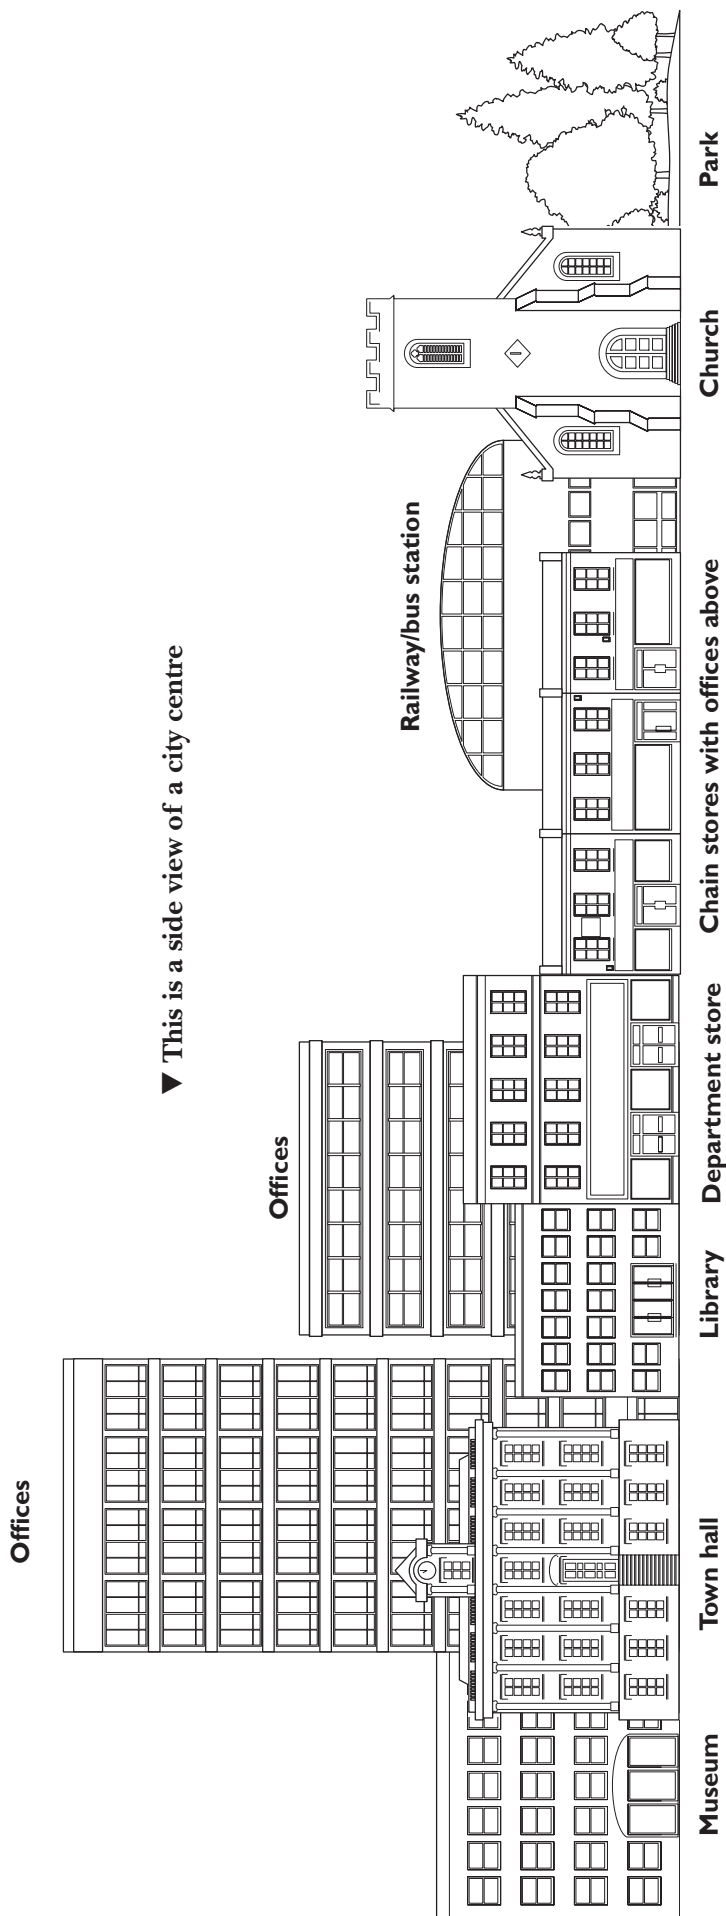 Offices
▼ This is a side view of a city centre
Offices
Railway/bus station
Museum
Town hall
Library
Department store
Chain stores with offices above
Church
Park